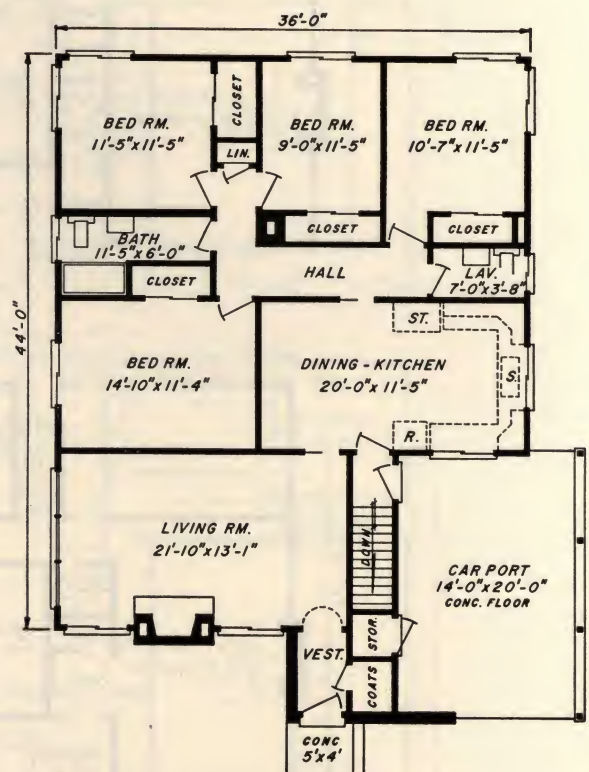 36'-0"
44'-0"
BED RM.
11'-5"x11'-5"
CLOSET
LIN.
BED RM.
9'-0"x11'-5"
BED RM.
10'-7"x11'-5"
CLOSET
CLOSET
BATH
11'-5"x6'-0"
CLOSET
HALL
LAV.
7'-0"x3'-8"
BED RM.
14'-10"x11'-4"
DINING-KITCHEN
20'-0"x11'-5"
ST.
S.
R.
LIVING RM.
21'-10"x13'-1"
DOWN
CAR PORT
14'-0"x20'-0"
CONC. FLOOR
STOR.
VEST.
COATS
CONC
5'x4'